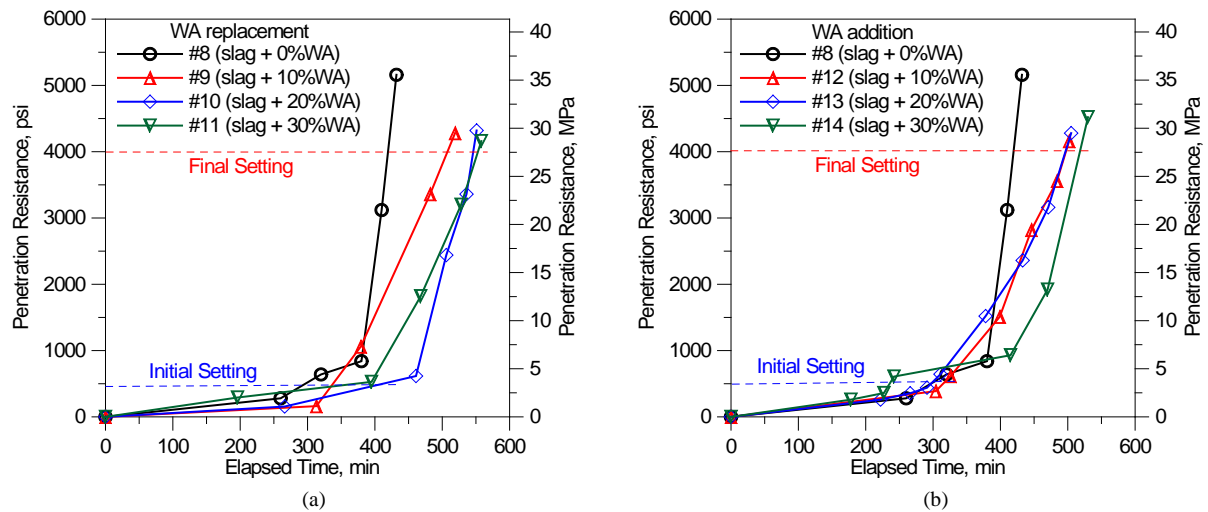 6000
5000
4000
3000
2000
1000
0
Penetration Resistance, psi
WA replacement
#8 (slag + 0%WA)
#9 (slag + 10%WA)
#10 (slag + 20%WA)
#11 (slag + 30%WA)
Final Setting
Initial Setting
40
35
30
25
20
15
10
5
0
Penetration Resistance, MPa
0 100 200 300 400 500 600
Elapsed Time, min
(a)
6000
5000
4000
3000
2000
1000
0
Penetration Resistance, psi
WA addition
#8 (slag + 0%WA)
#12 (slag + 10%WA)
#13 (slag + 20%WA)
#14 (slag + 30%WA)
Final Setting
Initial Setting
40
35
30
25
20
15
10
5
0
Penetration Resistance, MPa
0 100 200 300 400 500 600
Elapsed Time, min
(b)